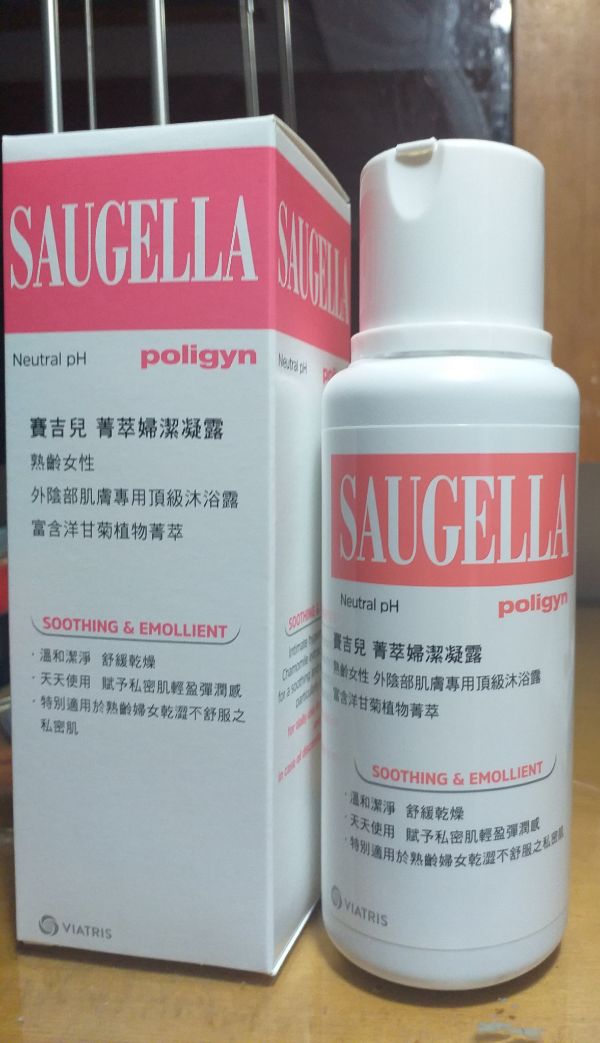 SAUGELLA
Neutral pH poligyn
賽吉兒 菁萃婦潔凝露
熟齡女性
外陰部肌膚專用頂級沐浴露
富含洋甘菊植物菁萃
SOOTHING & EMOLLIENT
· 溫和潔淨 舒緩乾燥
· 天天使用 賦予私密肌輕盈彈潤感
· 特別適用於熟齡婦女乾澀不舒服之
私密肌
VIATRIS
SAUGELLA
Neutral pH
SOOTHING &
Intimate
Chamomile
for a soothing
SAUGELLA
Neutral pH poligyn
賽吉兒 菁萃婦潔凝露
熟齡女性 外陰部肌膚專用頂級沐浴露
富含洋甘菊植物菁萃
SOOTHING & EMOLLIENT
· 溫和潔淨 舒緩乾燥
· 天天使用 賦予私密肌輕盈彈潤感
· 特別適用於熟齡婦女乾澀不舒服之私密肌
VIATRIS